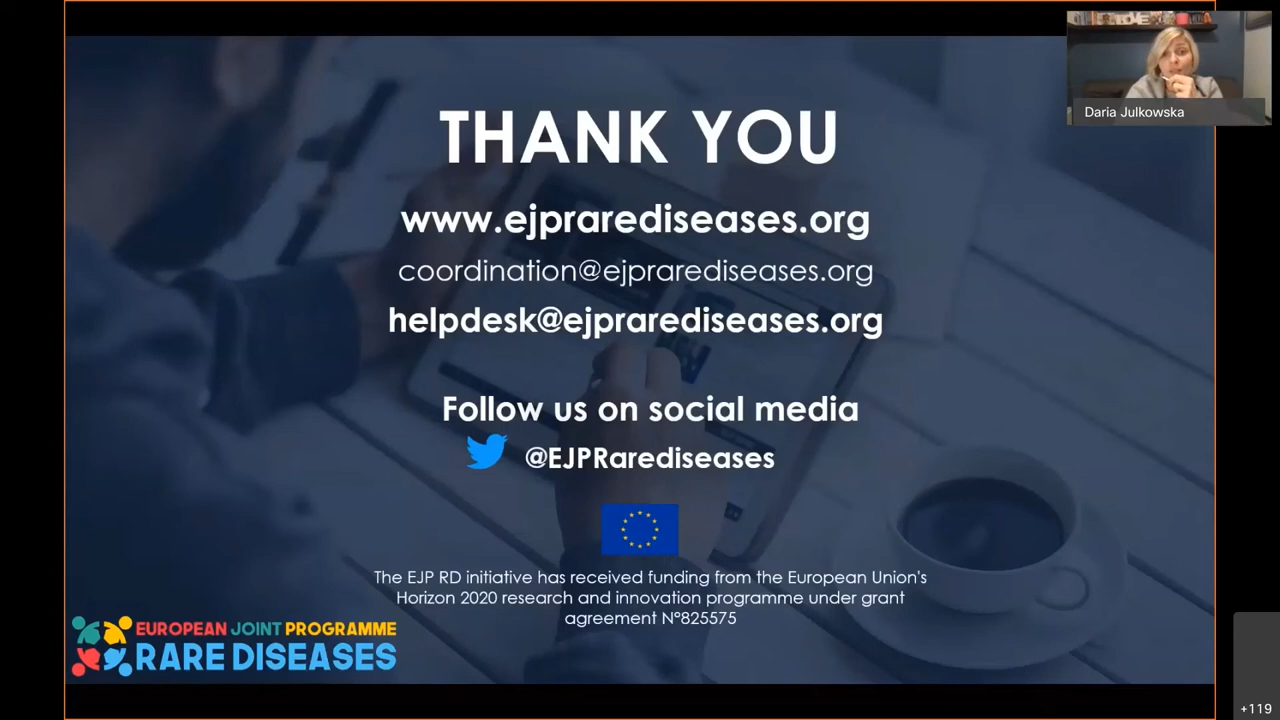 THANK YOU
www.ejprarediseases.org
coordination@ejprarediseases.org
helpdesk@ejprarediseases.org
Follow us on social media
@EJPRarediseases
The EJP RD initiative has received funding from the European Union's
Horizon 2020 research and innovation programme under grant
agreement N°825575
EUROPEAN JOINT PROGRAMME
RARE DISEASES
Daria Julkowska
+119